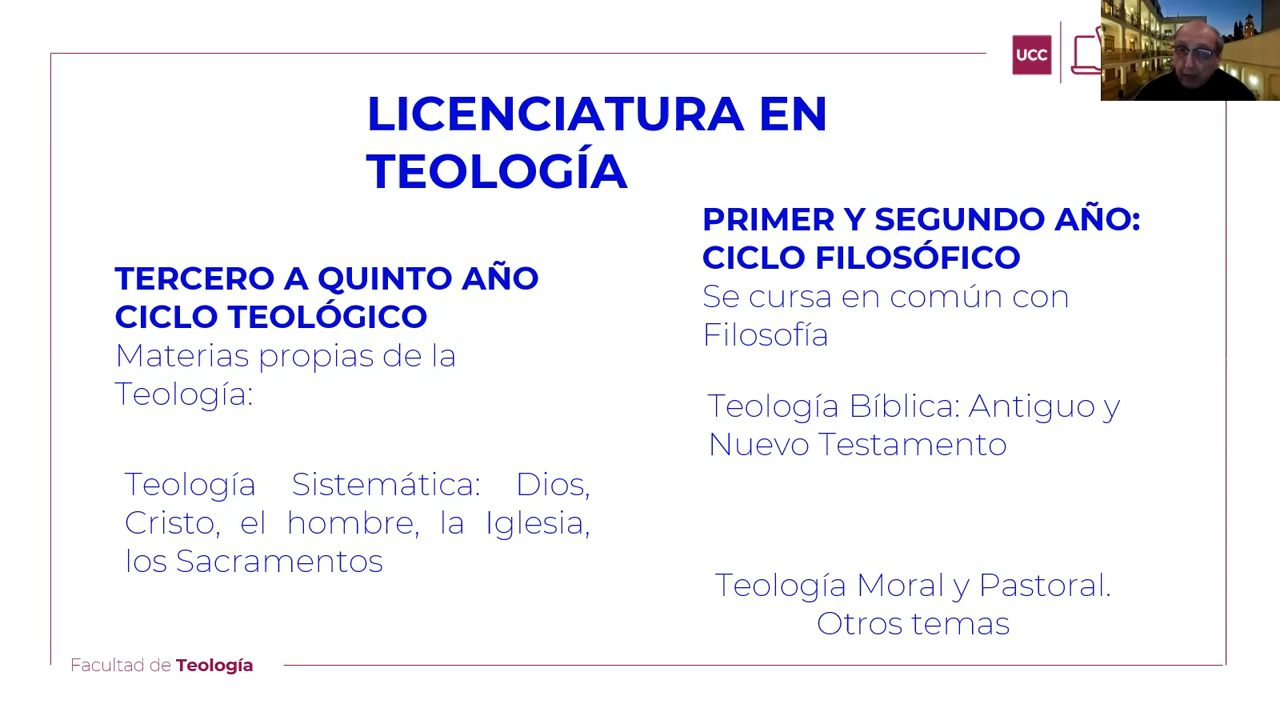 UCC
LICENCIATURA EN
TEOLOGÍA
PRIMER Y SEGUNDO AÑO:
CICLO FILOSÓFICO
Se cursa en común con
Filosofía
TERCERO A QUINTO AÑO
CICLO TEOLÓGICO
Materias propias de la
Teología:
Teología Bíblica: Antiguo y
Nuevo Testamento
Teología Sistemática: Dios,
Cristo, el hombre, la Iglesia,
los Sacramentos
Teología Moral y Pastoral.
Otros temas
Facultad de Teología